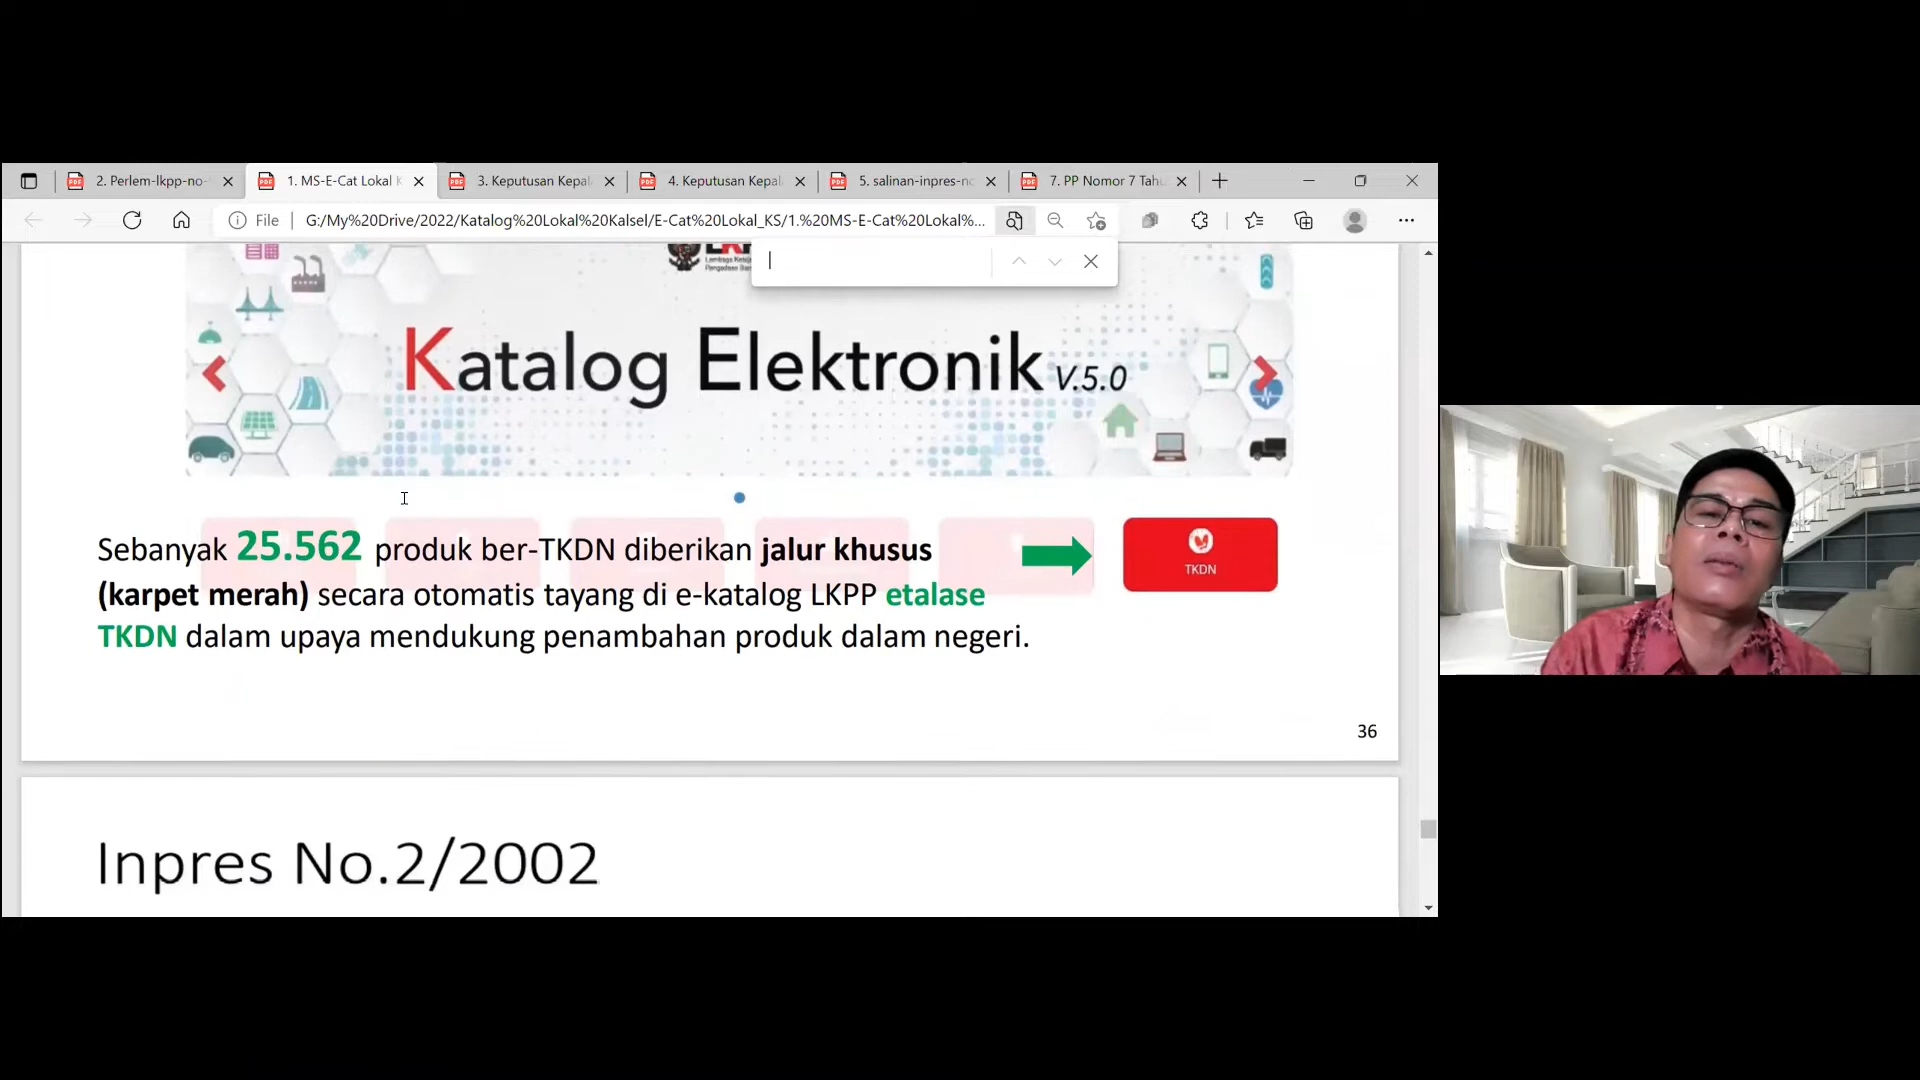 2. Perlem-lkpp-no-
1. MS-E-Cat Lokal K
3. Keputusan Kepal
4. Keputusan Kepal
5. salinan-inpres-no
7. PP Nomor 7 Tahu
File
G:/My%20Drive/2022/Katalog%20Lokal%20Kalsel/E-Cat%20Lokal_KS/1.%20MS-E-Cat%20Lokal%...
Katalog Elektronik V.5.0
Sebanyak 25.562 produk ber-TKDN diberikan jalur khusus
(karpet merah) secara otomatis tayang di e-katalog LKPP etalase
TKDN dalam upaya mendukung penambahan produk dalam negeri.
TKDN
36
Inpres No.2/2002